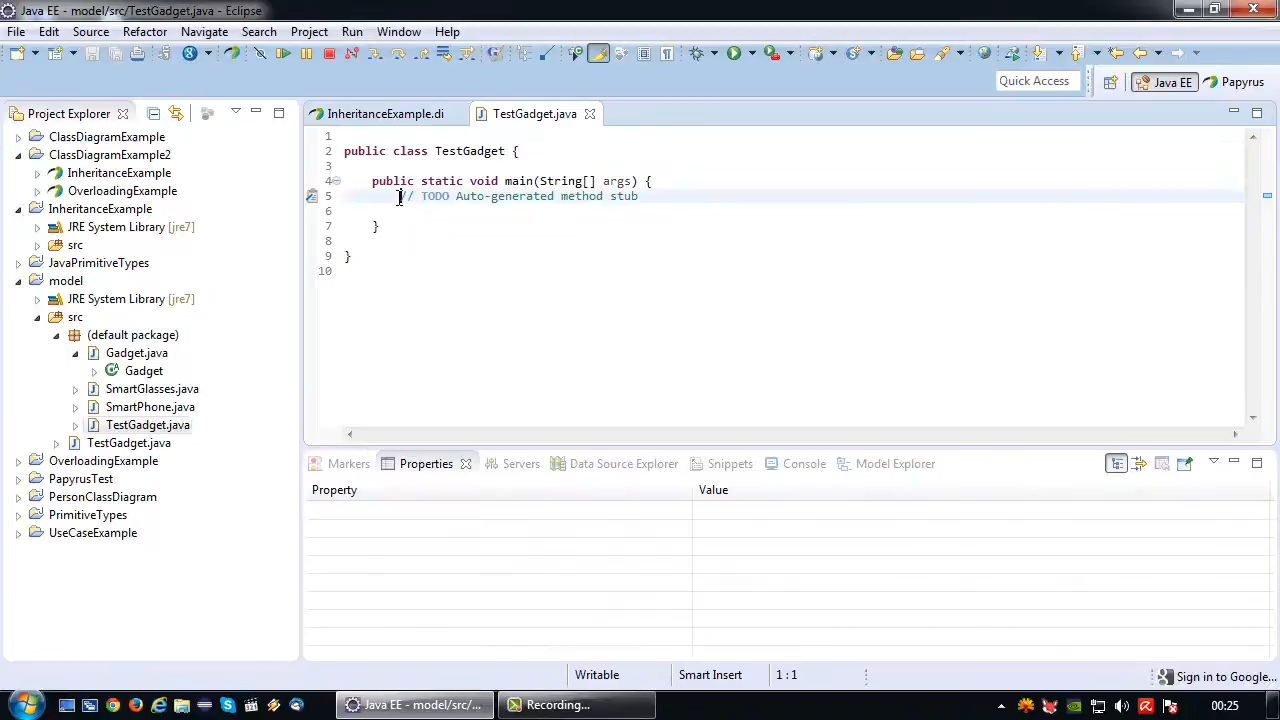 Java EE - model/src/TestGadget.java - Eclipse
File Edit Source Refactor Navigate Search Project Run Window Help
Quick Access
Java EE
Papyrus
Project Explorer
ClassDiagramExample
ClassDiagramExample2
InheritanceExample
OverloadingExample
InheritanceExample
JRE System Library [jre7]
src
JavaPrimitiveTypes
model
JRE System Library [jre7]
src
(default package)
Gadget.java
Gadget
SmartGlasses.java
SmartPhone.java
TestGadget.java
TestGadget.java
OverloadingExample
PapyrusTest
PersonClassDiagram
PrimitiveTypes
UseCaseExample
InheritanceExample.di
TestGadget.java
1
2 public class TestGadget {
3
4 public static void main(String[] args) {
5 // TODO Auto-generated method stub
6
7 }
8
9 }
10
Markers Properties Servers Data Source Explorer Snippets Console Model Explorer
Property Value
Writable Smart Insert 1 : 1 Sign in to Google...
Java EE - model/src/... Recording... 00:25